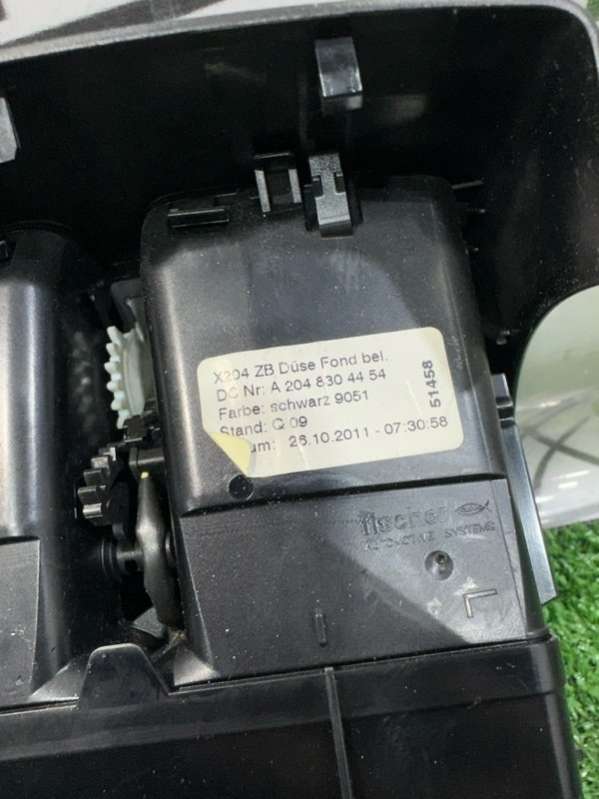 X204 ZB Düse Fond bel.
DC Nr: A 204 830 44 54
Farbe: schwarz 9051
Stand: Q 09
26.10.2011 - 07:30:58
51458
fischer
AUTOMOTIVE SYSTEMS
L